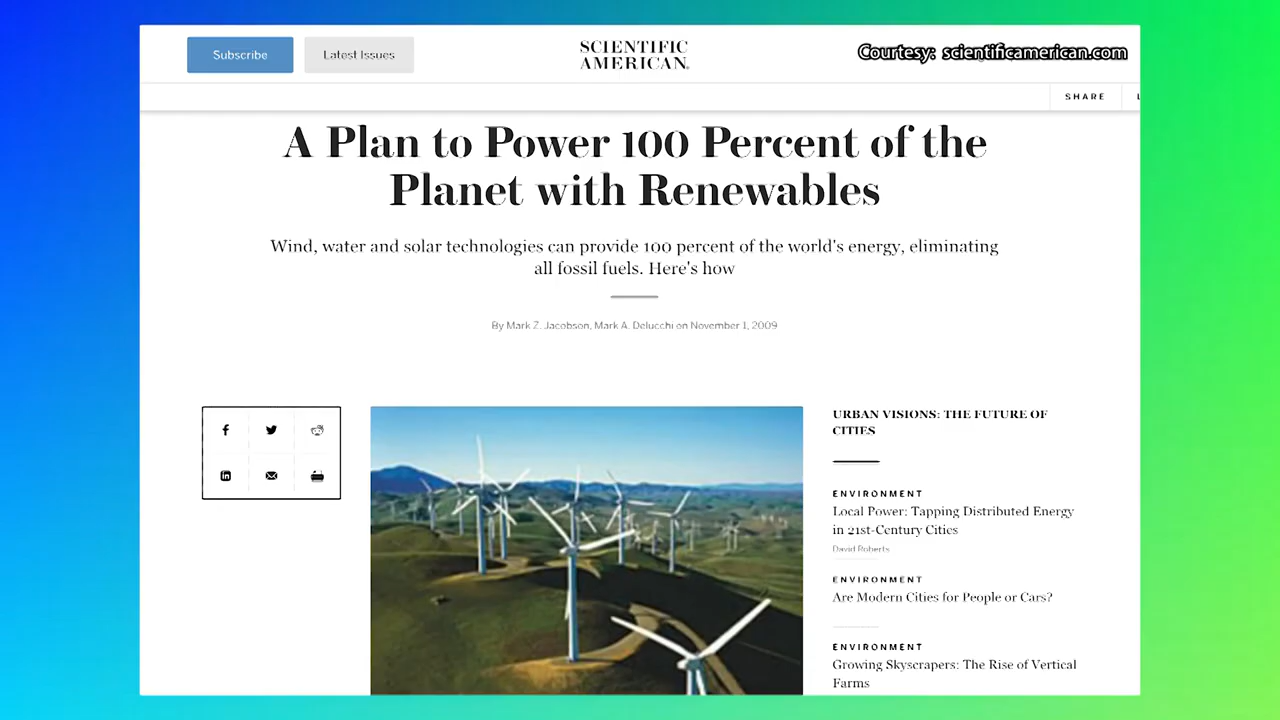 Subscribe
Latest Issues
SCIENTIFIC
AMERICAN
Courtesy: scientificamerican.com
SHARE
A Plan to Power 100 Percent of the
Planet with Renewables
Wind, water and solar technologies can provide 100 percent of the world's energy, eliminating
all fossil fuels. Here's how
By Mark Z. Jacobson, Mark A. Delucchi on November 1, 2009
URBAN VISIONS: THE FUTURE OF
CITIES
ENVIRONMENT
Local Power: Tapping Distributed Energy
in 21st-Century Cities
David Roberts
ENVIRONMENT
Are Modern Cities for People or Cars?
ENVIRONMENT
Growing Skyscrapers: The Rise of Vertical
Farms